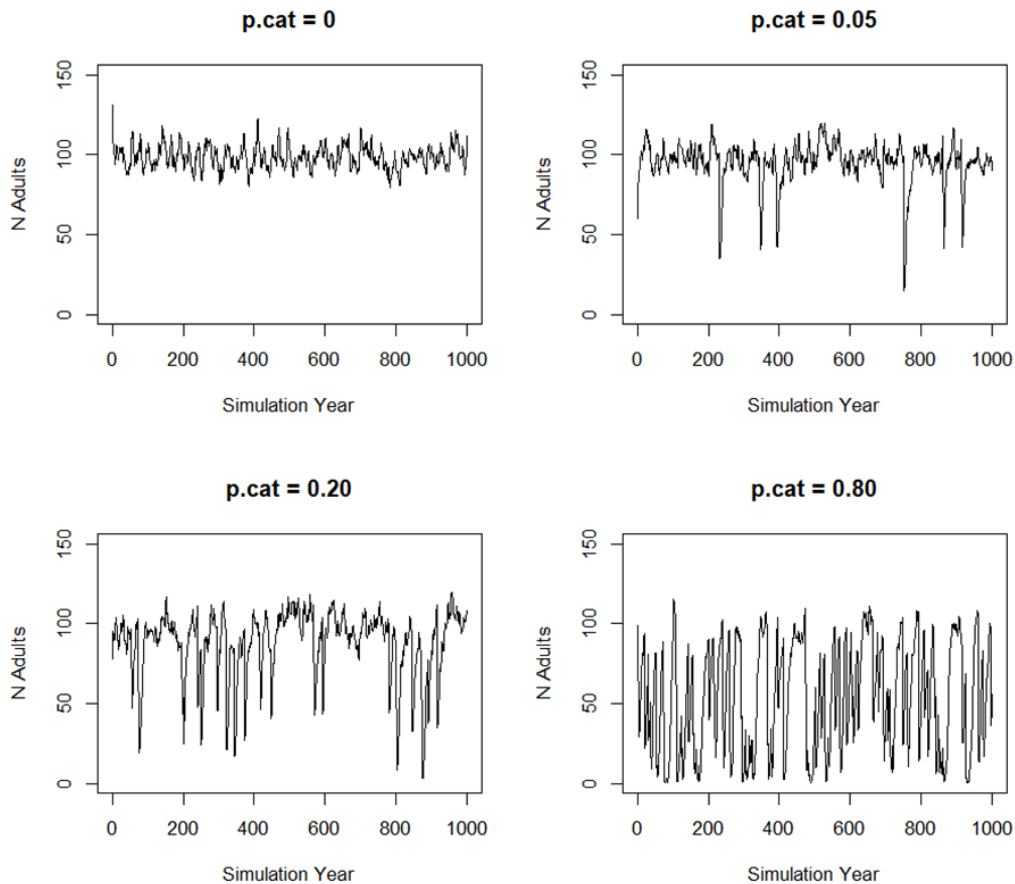 p.cat = 0
150
100
50
0
N Adults
0 200 400 600 800 1000
Simulation Year
p.cat = 0.05
150
100
50
0
N Adults
0 200 400 600 800 1000
Simulation Year
p.cat = 0.20
150
100
50
0
N Adults
0 200 400 600 800 1000
Simulation Year
p.cat = 0.80
150
100
50
0
N Adults
0 200 400 600 800 1000
Simulation Year